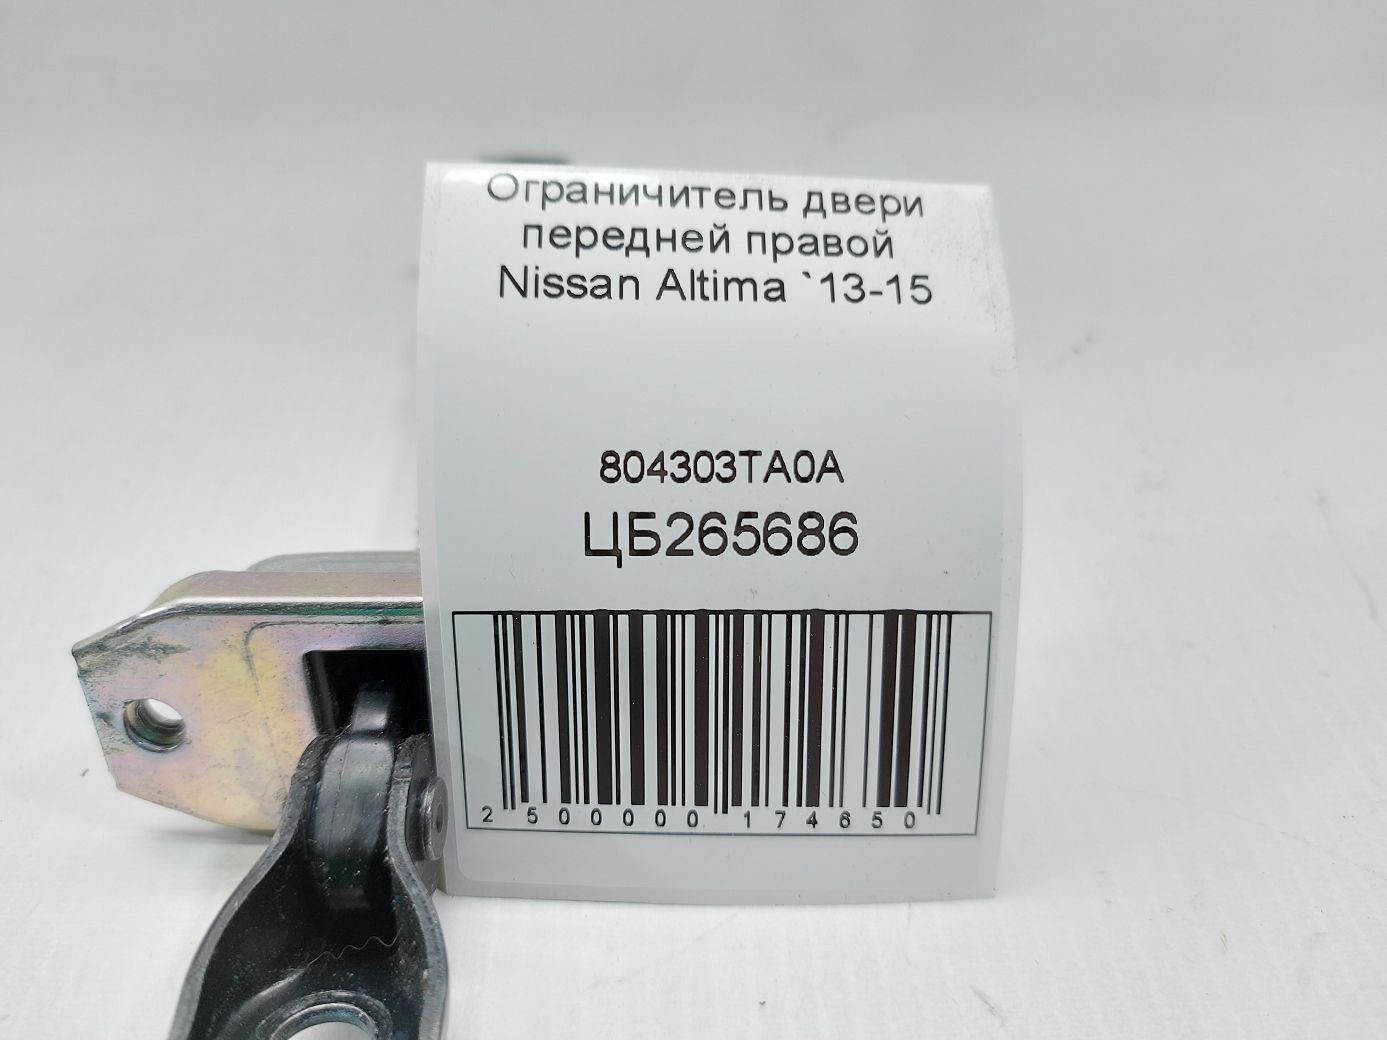 Ограничитель двери
передней правой
Nissan Altima `13-15
804303TA0A
ЦБ265686
2 500000 174650